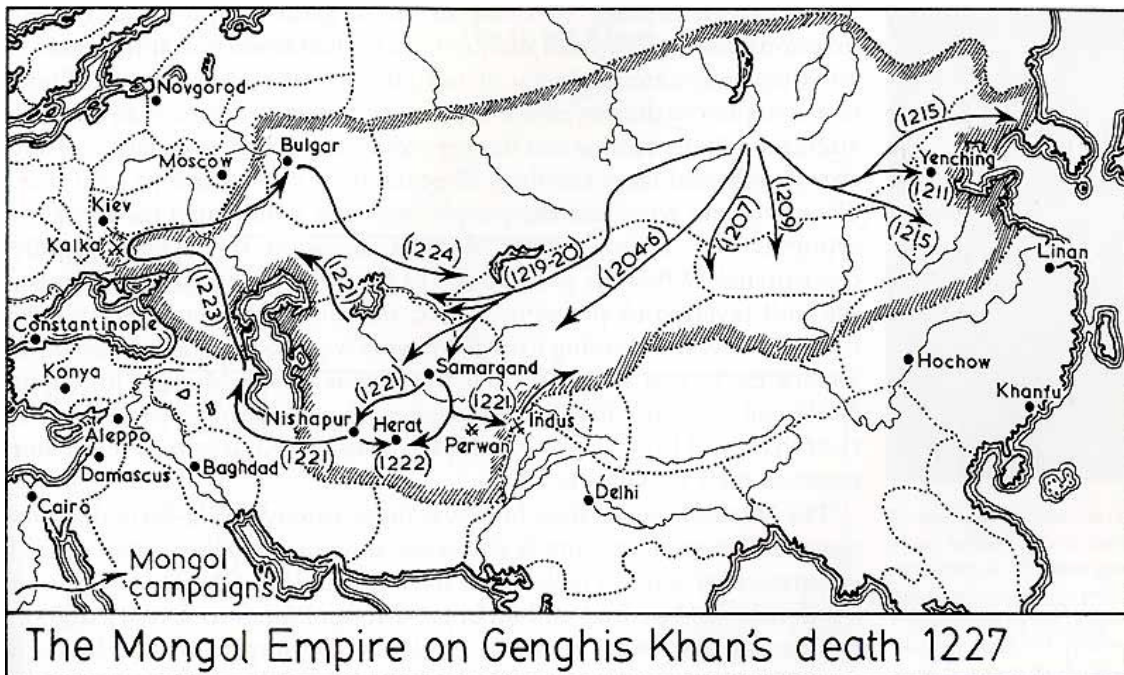 Novgorod
Bulgar
Moscow
Kiev
Kalka
(1215)
Yenching
(1211)
(1207)
(1209)
(1215)
(1224)
(1219-20)
(1204-6)
Linan
(1223)
(1221)
Constantinople
Hochow
Samarqand
Konya
Khanfu
(1221)
(1221)
Nishapur
Herat
Indus
Perwan
Aleppo
(1221)
(1222)
Damascus
Baghdad
Delhi
Cairo
Mongol
campaigns
The Mongol Empire on Genghis Khan's death 1227